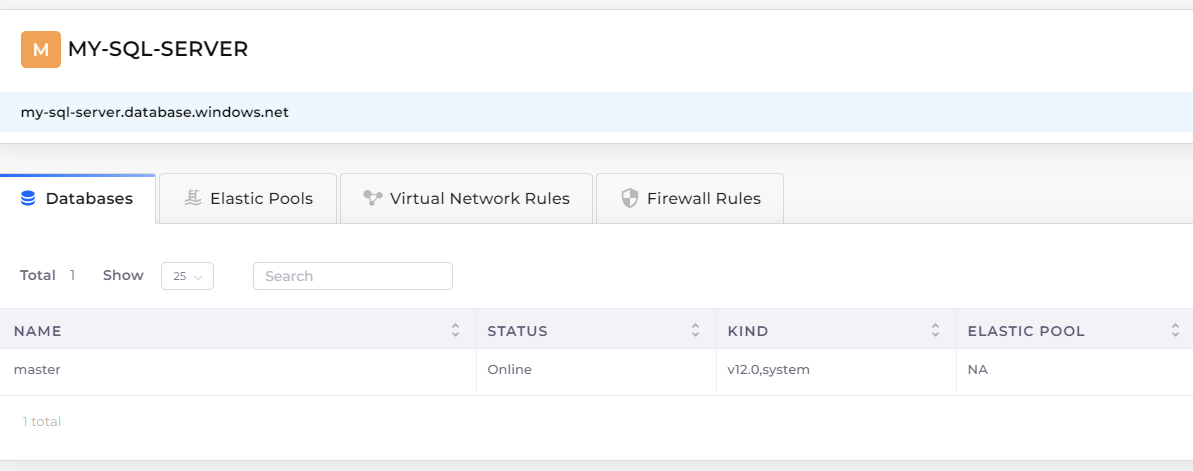 M MY-SQL-SERVER
my-sql-server.database.windows.net
Databases Elastic Pools Virtual Network Rules Firewall Rules
Total 1 Show 25 Search
NAME STATUS KIND ELASTIC POOL
master Online v12.0,system NA
1 total